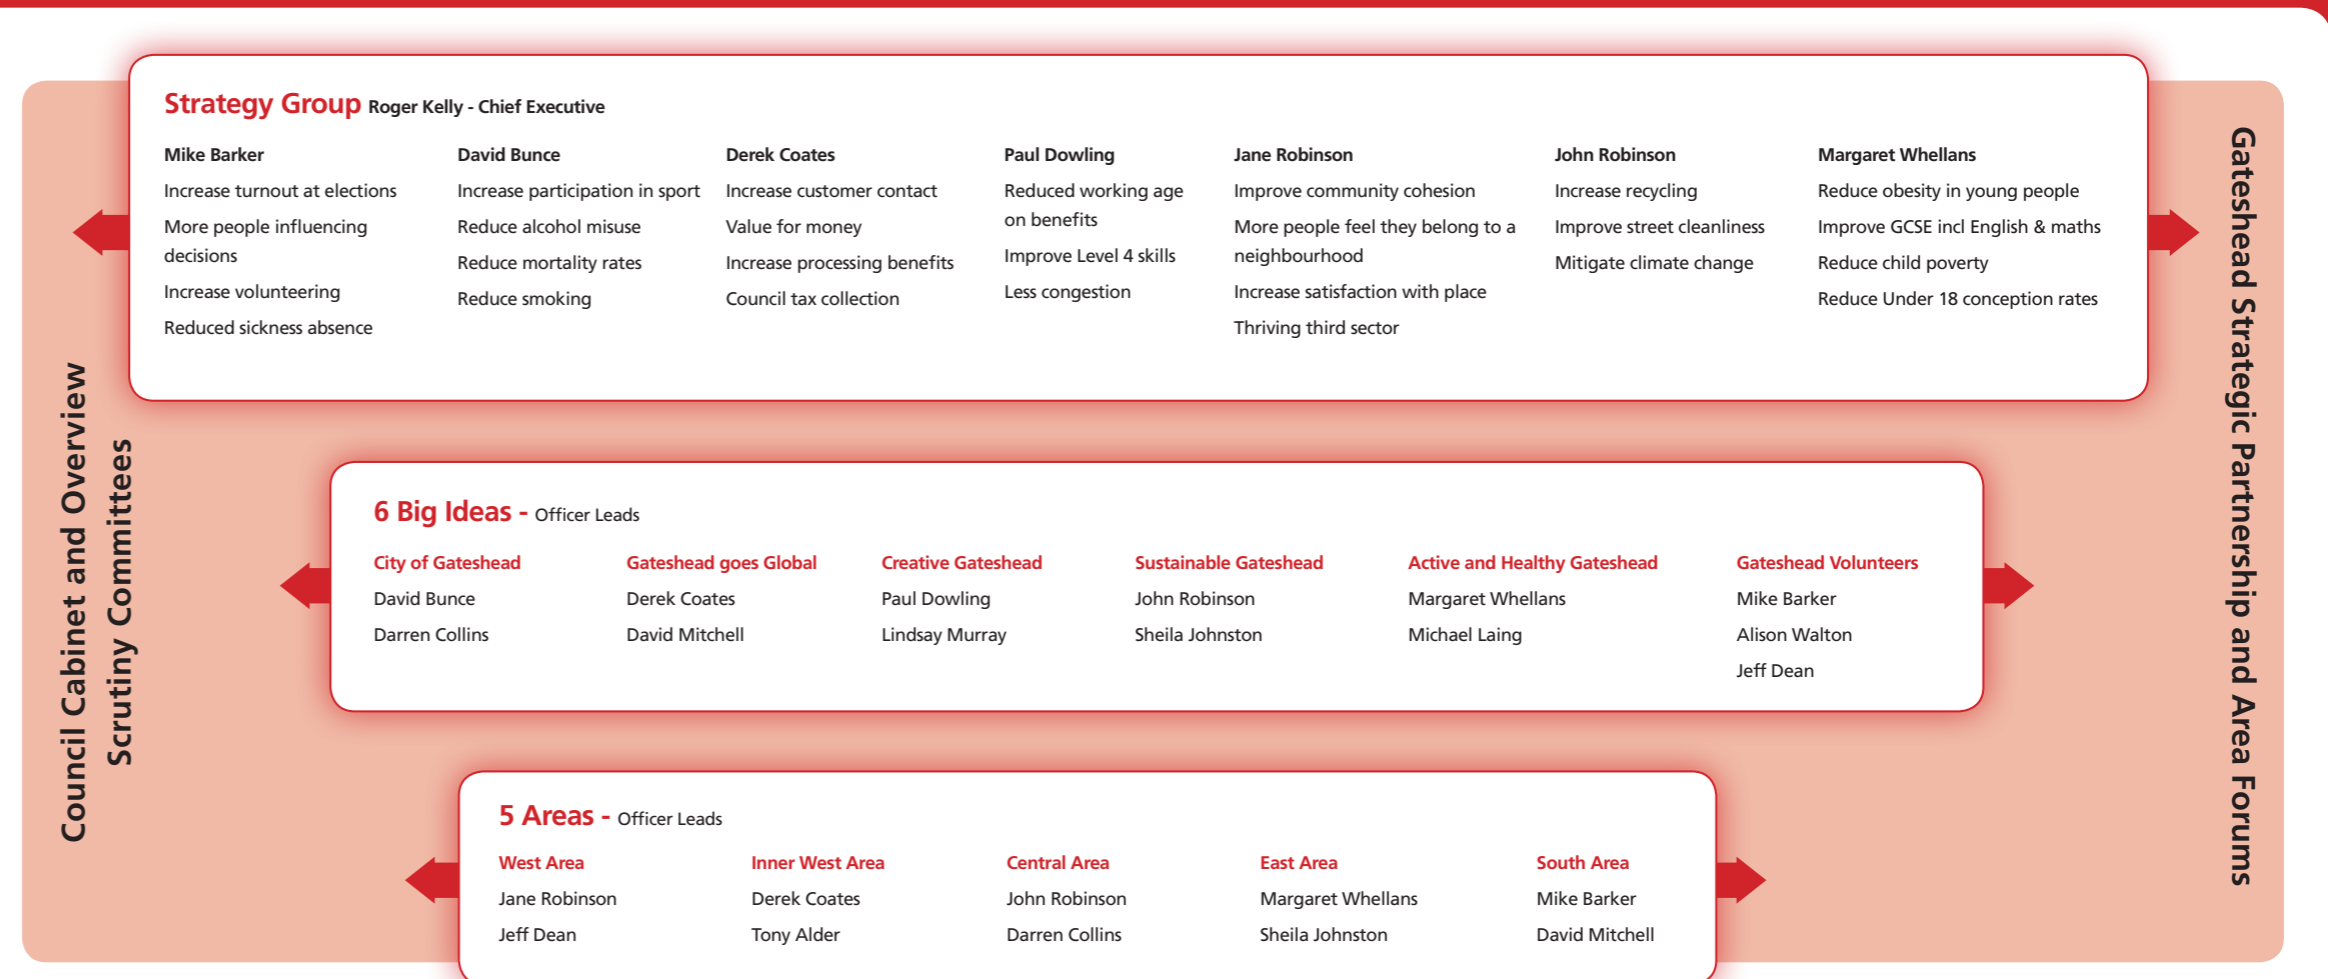 Council Cabinet and Overview
Scrutiny Committees
Strategy Group Roger Kelly - Chief Executive
Mike Barker
Increase turnout at elections
More people influencing
decisions
Increase volunteering
Reduced sickness absence
David Bunce
Increase participation in sport
Reduce alcohol misuse
Reduce mortality rates
Reduce smoking
Derek Coates
Increase customer contact
Value for money
Increase processing benefits
Council tax collection
Paul Dowling
Reduced working age
on benefits
Improve Level 4 skills
Less congestion
Jane Robinson
Improve community cohesion
More people feel they belong to a
neighbourhood
Increase satisfaction with place
Thriving third sector
John Robinson
Increase recycling
Improve street cleanliness
Mitigate climate change
Margaret Whellans
Reduce obesity in young people
Improve GCSE incl English & maths
Reduce child poverty
Reduce Under 18 conception rates
6 Big Ideas - Officer Leads
City of Gateshead
David Bunce
Darren Collins
Gateshead goes Global
Derek Coates
David Mitchell
Creative Gateshead
Paul Dowling
Lindsay Murray
Sustainable Gateshead
John Robinson
Sheila Johnston
Active and Healthy Gateshead
Margaret Whellans
Michael Laing
Gateshead Volunteers
Mike Barker
Alison Walton
Jeff Dean
5 Areas - Officer Leads
West Area
Jane Robinson
Jeff Dean
Inner West Area
Derek Coates
Tony Alder
Central Area
John Robinson
Darren Collins
East Area
Margaret Whellans
Sheila Johnston
South Area
Mike Barker
David Mitchell
Gateshead Strategic Partnership and Area Forums